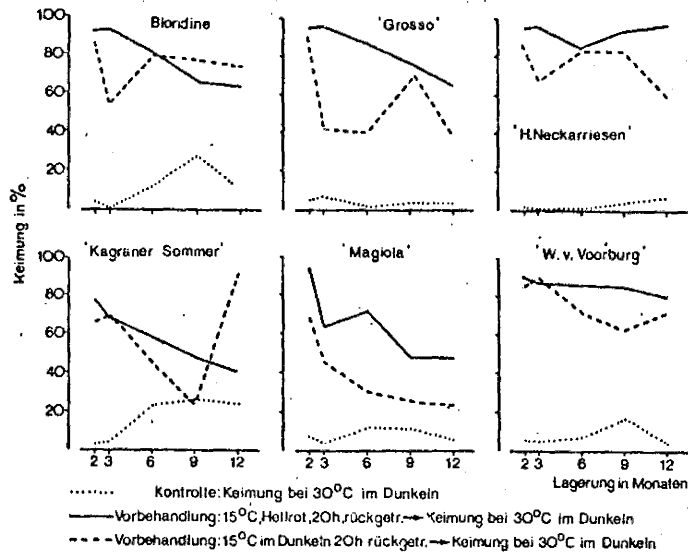 Blondine
'Grosso'
'H.Neckarriesen'
100
80
60
40
20
Keimung in %
'Kagraner Sommer'
'Magiola'
'W. v. Voorburg'
100
80
60
40
20
2 3 6 9 12
2 3 6 9 12
2 3 6 9 12
Lagerung in Monaten
Kontrolle: Keimung bei 30°C im Dunkeln
Vorbehandlung: 15°C, Hellrot, 20h, rückgetr. → Keimung bei 30°C im Dunkeln
Vorbehandlung: 15°C im Dunkeln 20h rückgetr. → Keimung bei 30°C im Dunkeln